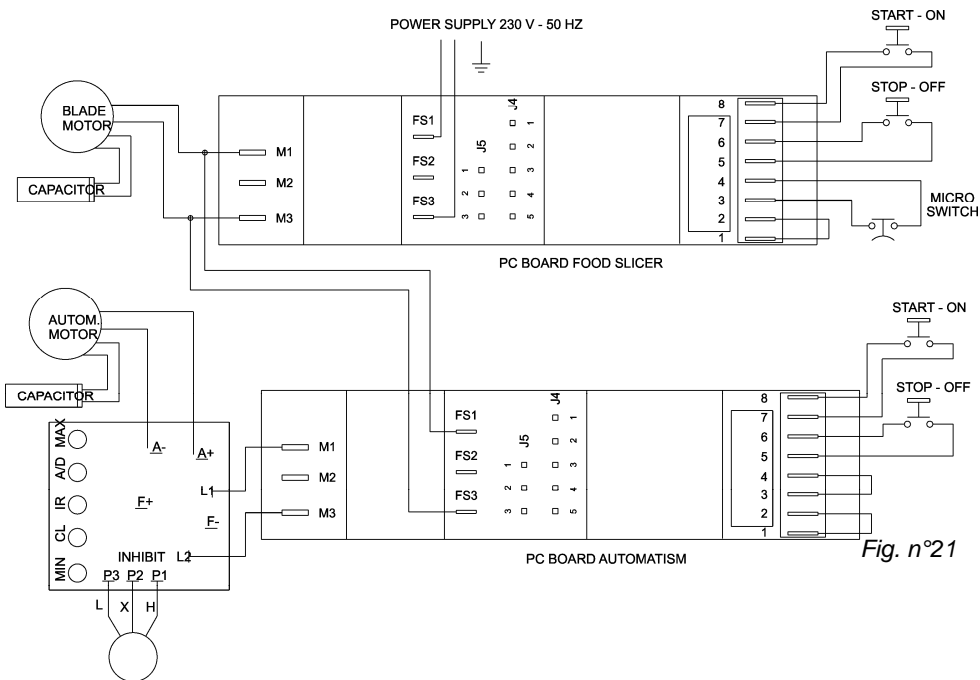 POWER SUPPLY 230 V - 50 HZ
START - ON
STOP - OFF
MICRO
SWITCH
BLADE
MOTOR
CAPACITOR
M1
M2
M3
FS1
FS2
FS3
J5
1
2
3
J4
1
2
3
4
5
8
7
6
5
4
3
2
1
PC BOARD FOOD SLICER
AUTOM.
MOTOR
CAPACITOR
START - ON
STOP - OFF
MAX
A/D
IR
CL
MIN
A-
A+
L1
F+
F-
L2
INHIBIT
P3 P2 P1
L X H
M1
M2
M3
FS1
FS2
FS3
J5
1
2
3
J4
1
2
3
4
5
8
7
6
5
4
3
2
1
PC BOARD AUTOMATISM
Fig. n°21